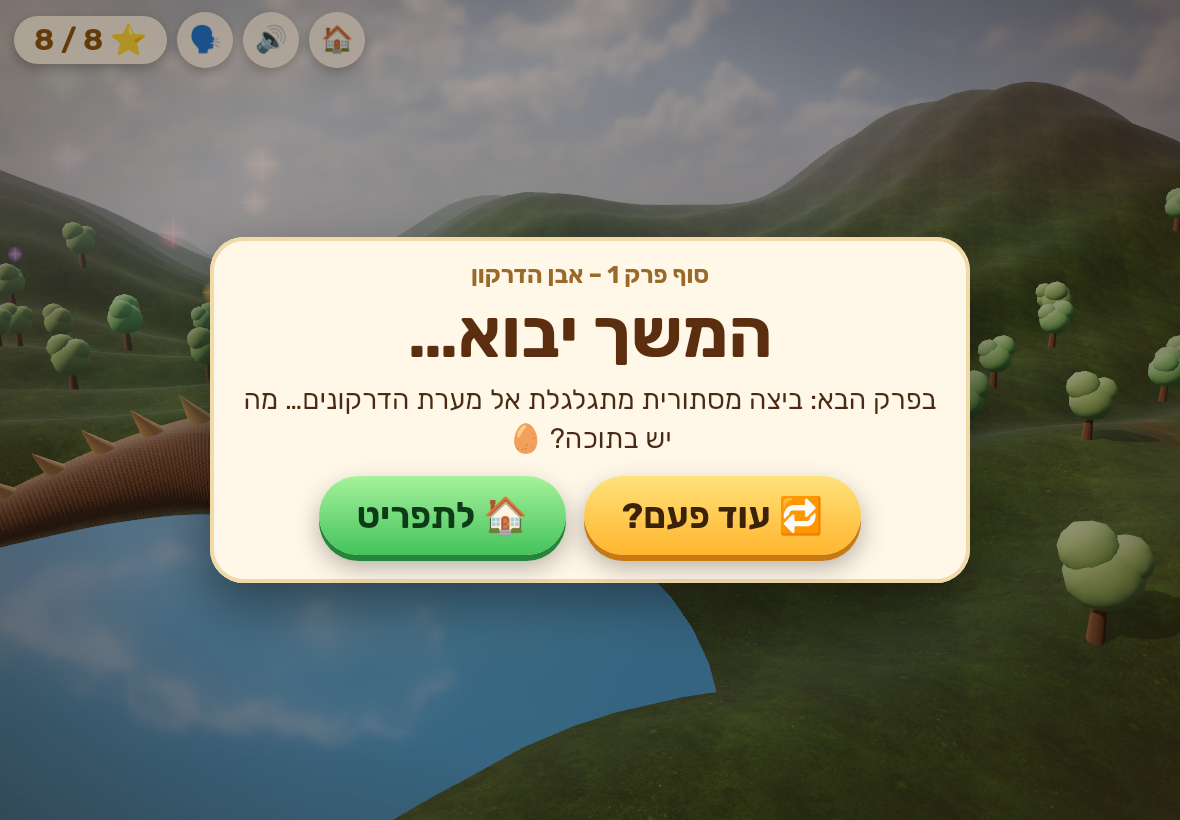 8 / 8 ⭐
סוף פרק 1 – אבן הדרקון
המשך יבוא...
בפרק הבא: ביצה מסתורית מתגלגלת אל מערת הדרקונים... מה
יש בתוכה? 🥚
🔁 עוד פעם?
🏠 לתפריט